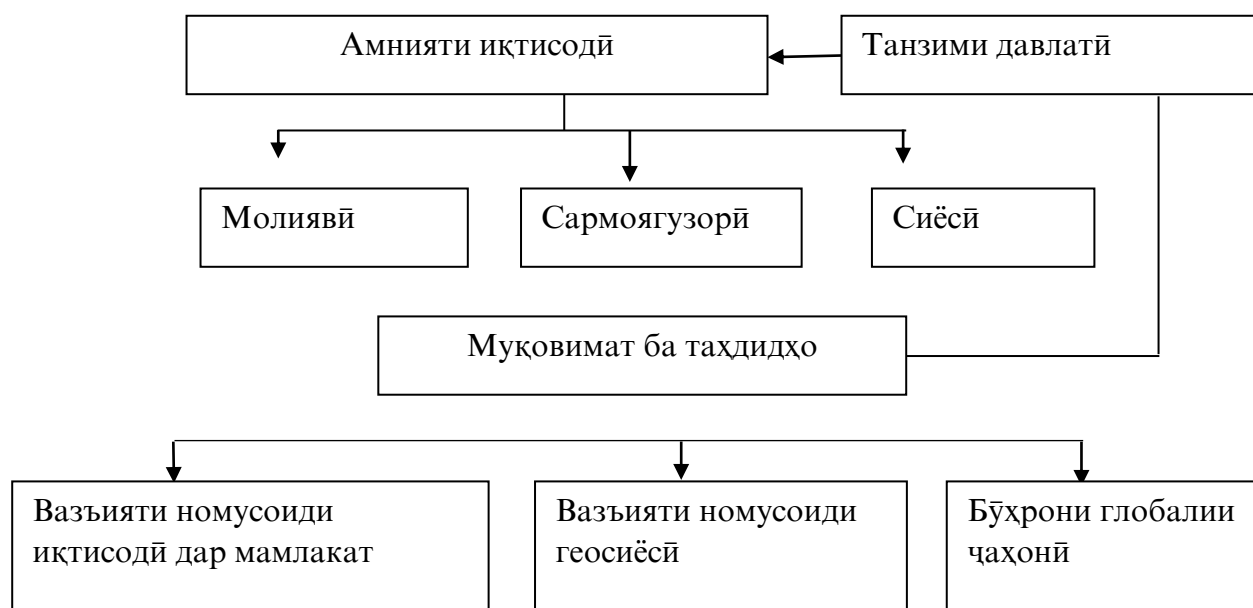 Амнияти иқтисодӣ
Танзими давлатӣ
Молиявӣ
Сармоягузорӣ
Сиёсӣ
Муқовимат ба таҳдидҳо
Вазъияти номусоиди
иқтисодӣ дар мамлакат
Вазъияти номусоиди
геосиёсӣ
Бӯҳрони глобалии
ҷаҳонӣ